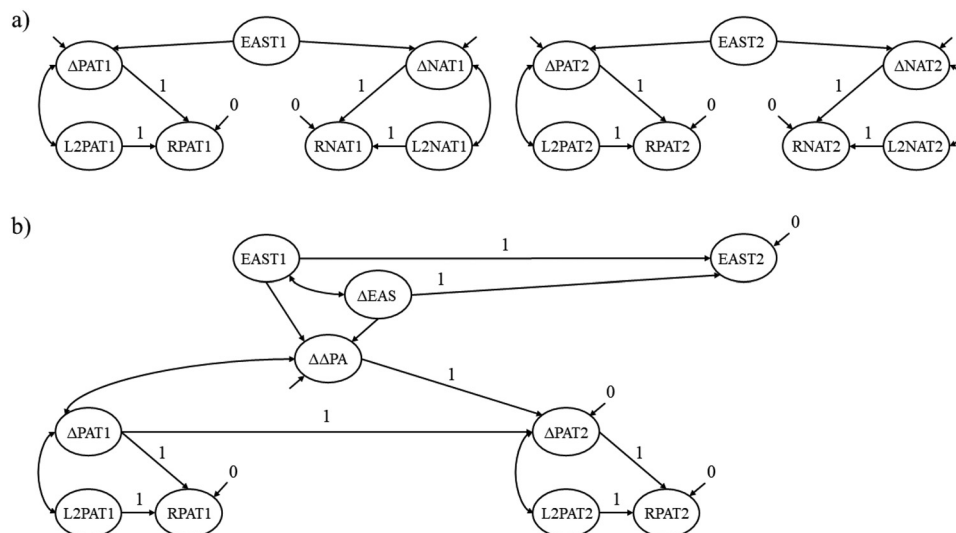 a)
EAST1 EAST2
ΔPAT1 ΔNAT1 ΔPAT2 ΔNAT2
1 1 1 1
0 0 0 0
L2PAT1 1 RPAT1 RNAT1 1 L2NAT1 L2PAT2 1 RPAT2 RNAT2 1 L2NAT2
b)
0
EAST1 1 EAST2
ΔEAS 1
ΔΔPA
1
0
ΔPAT1 1 ΔPAT2
1 1
0 0
L2PAT1 1 RPAT1 L2PAT2 1 RPAT2